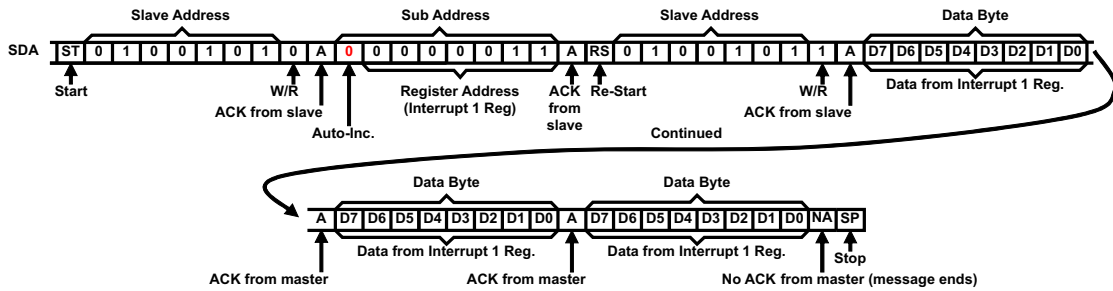 Slave Address Sub Address Slave Address Data Byte
SDA ST 0 1 0 0 1 0 1 0 A 0 0 0 0 0 0 1 1 A RS 0 1 0 0 1 0 1 1 A D7 D6 D5 D4 D3 D2 D1 D0
Start W/R Register Address ACK Re-Start W/R Data from Interrupt 1 Reg.
ACK from slave (Interrupt 1 Reg) from ACK from slave
Auto-Inc. slave Continued
Data Byte Data Byte
A D7 D6 D5 D4 D3 D2 D1 D0 A D7 D6 D5 D4 D3 D2 D1 D0 NA SP
Data from Interrupt 1 Reg. Data from Interrupt 1 Reg. Stop
ACK from master ACK from master No ACK from master (message ends)